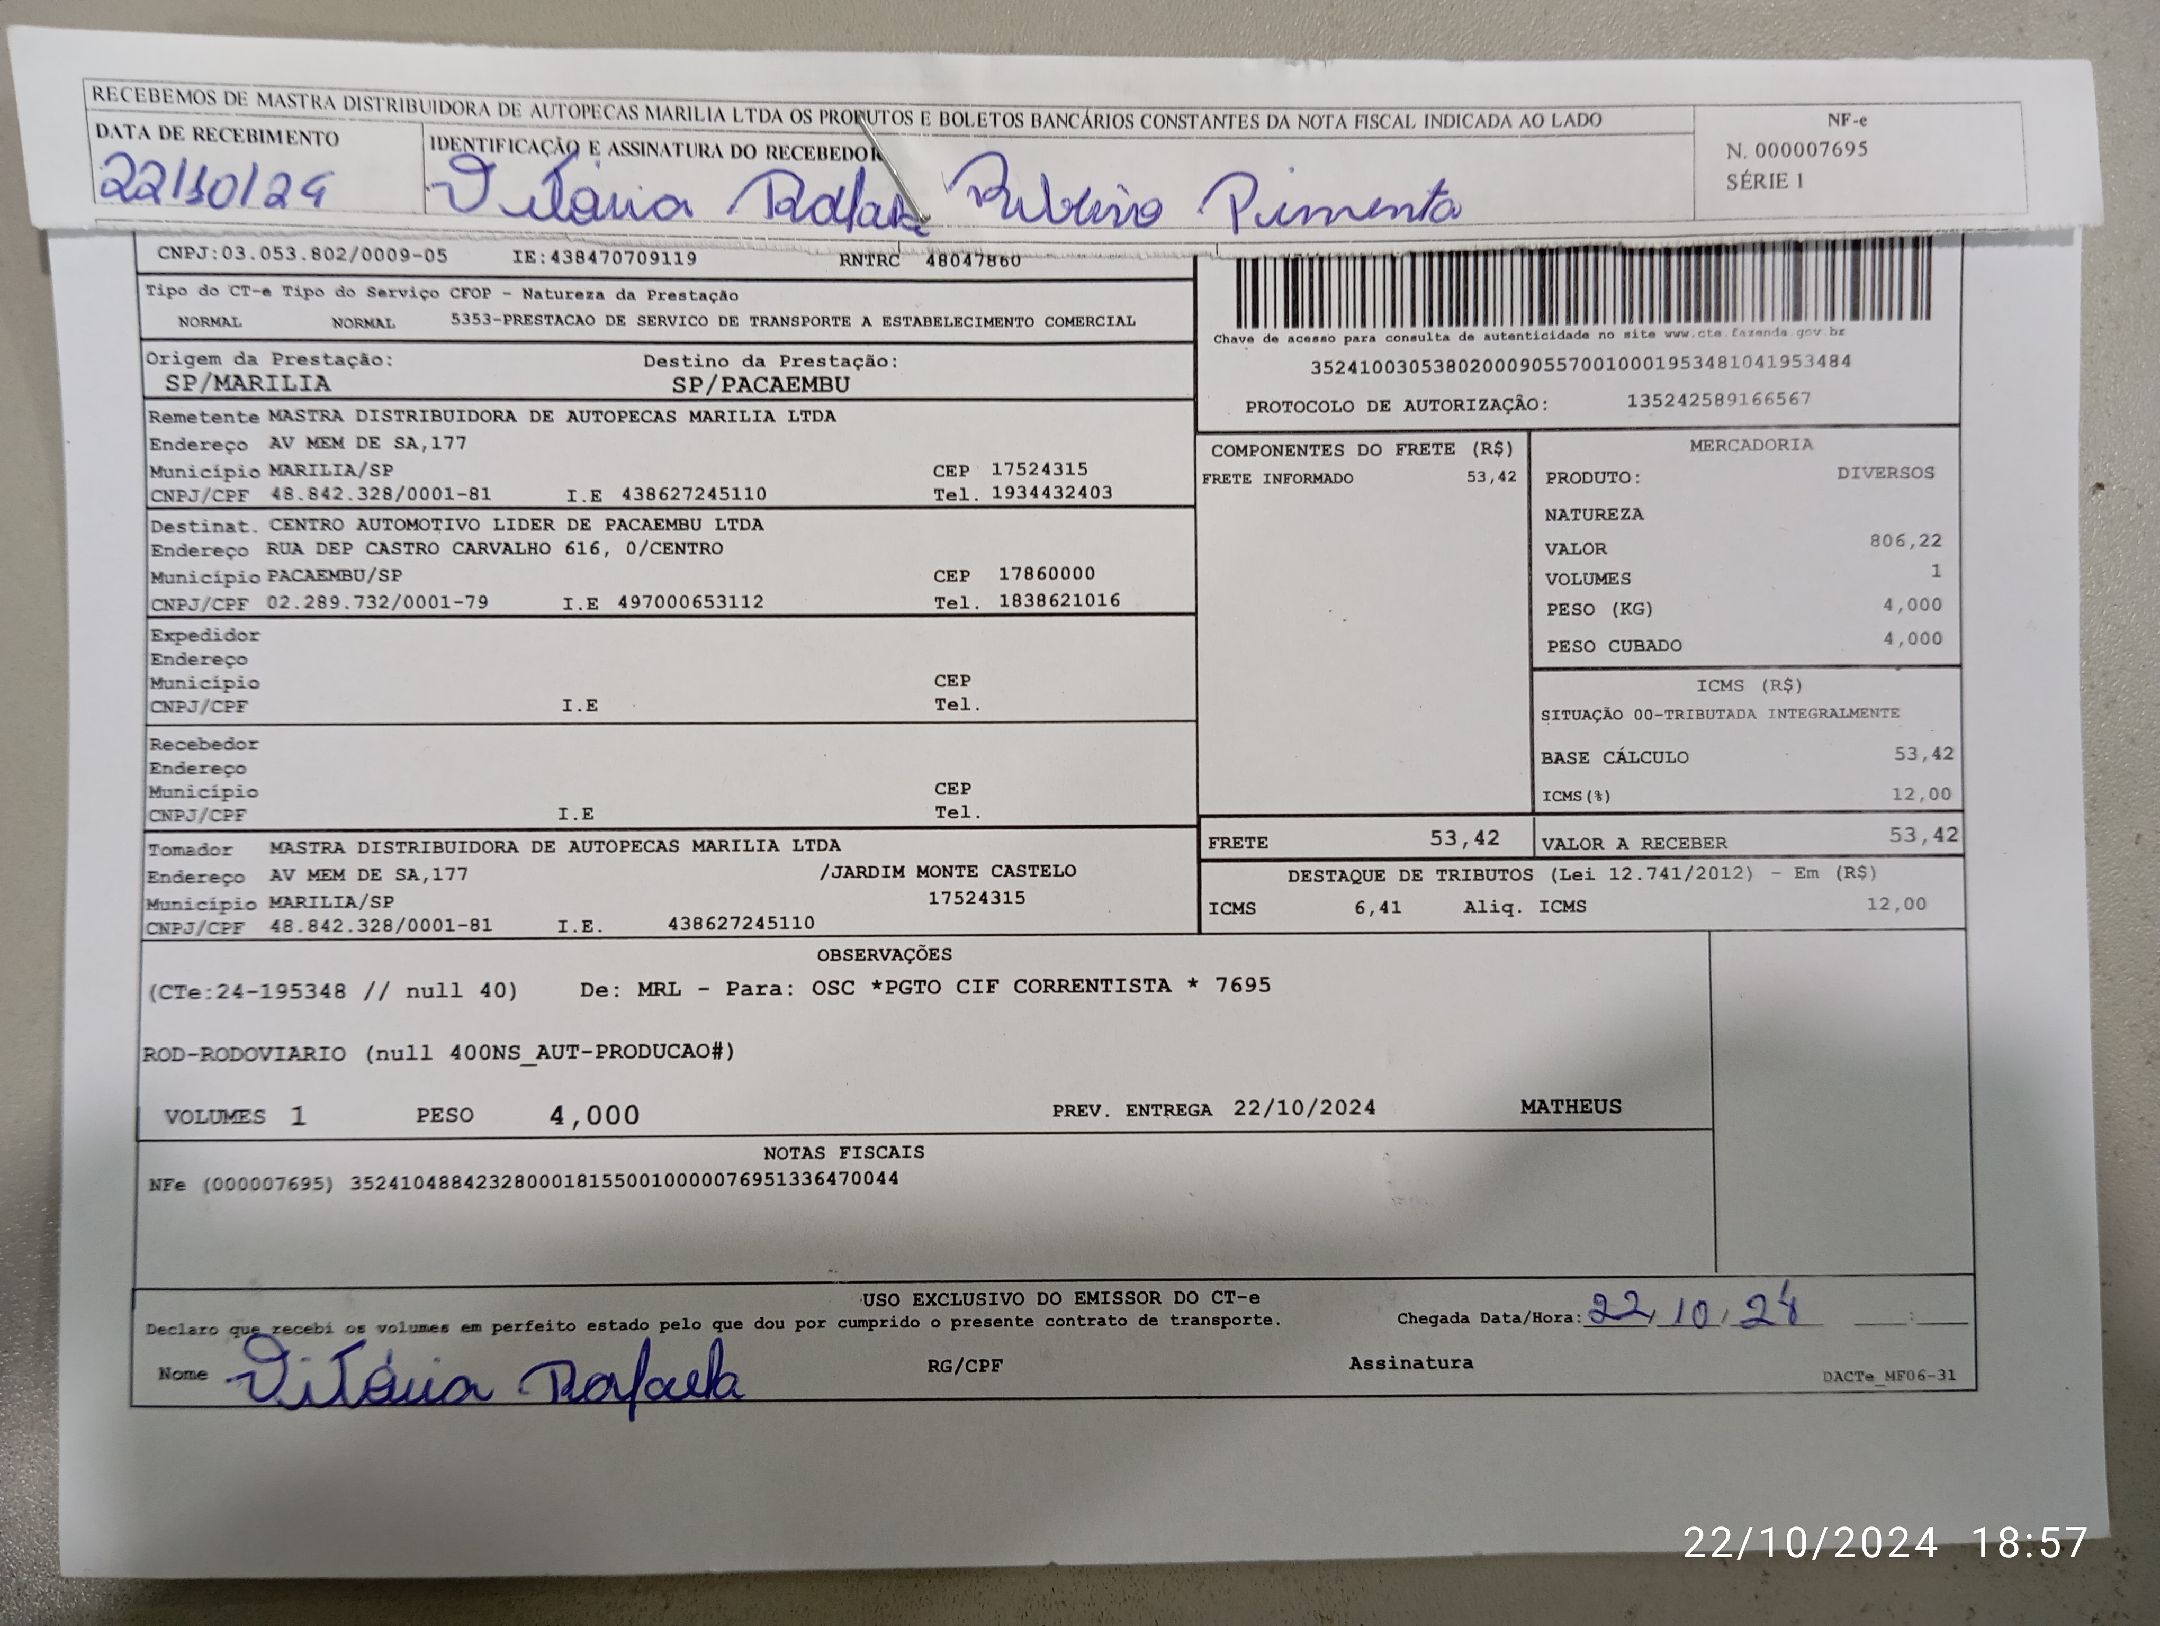 RECEBEMOS DE MASTRA DISTRIBUIDORA DE AUTOPECAS MARILIA LTDA OS PRODUTOS E BOLETOS BANCÁRIOS CONSTANTES DA NOTA FISCAL INDICADA AO LADO
NF-e
N. 000007695
SÉRIE 1
DATA DE RECEBIMENTO
IDENTIFICAÇÃO E ASSINATURA DO RECEBEDOR
22/10/24
Vitória Rafaela Ribeiro Pimenta
CNPJ:03.053.802/0009-05 IE:438470709119 RNTRC 48047860
Tipo do CT-e Tipo do Serviço CFOP - Natureza da Prestação
NORMAL NORMAL 5353-PRESTACAO DE SERVICO DE TRANSPORTE A ESTABELECIMENTO COMERCIAL
Origem da Prestação: Destino da Prestação:
SP/MARILIA SP/PACAEMBU
Chave de acesso para consulta de autenticidade no site www.cte.fazenda.gov.br
35241003053802000905570010001953481041953484
PROTOCOLO DE AUTORIZAÇÃO: 135242589166567
Remetente MASTRA DISTRIBUIDORA DE AUTOPECAS MARILIA LTDA
Endereço AV MEM DE SA,177
Município MARILIA/SP CEP 17524315
CNPJ/CPF 48.842.328/0001-81 I.E 438627245110 Tel. 1934432403
Destinat. CENTRO AUTOMOTIVO LIDER DE PACAEMBU LTDA
Endereço RUA DEP CASTRO CARVALHO 616, 0/CENTRO
Município PACAEMBU/SP CEP 17860000
CNPJ/CPF 02.289.732/0001-79 I.E 497000653112 Tel. 1838621016
Expedidor
Endereço
Município CEP
CNPJ/CPF I.E Tel.
Recebedor
Endereço
Município CEP
CNPJ/CPF I.E Tel.
Tomador MASTRA DISTRIBUIDORA DE AUTOPECAS MARILIA LTDA
Endereço AV MEM DE SA,177 /JARDIM MONTE CASTELO
Município MARILIA/SP 17524315
CNPJ/CPF 48.842.328/0001-81 I.E. 438627245110
COMPONENTES DO FRETE (R$)
FRETE INFORMADO 53,42
MERCADORIA
PRODUTO: DIVERSOS
NATUREZA
VALOR 806,22
VOLUMES 1
PESO (KG) 4,000
PESO CUBADO 4,000
ICMS (R$)
SITUAÇÃO 00-TRIBUTADA INTEGRALMENTE
BASE CÁLCULO 53,42
ICMS(%) 12,00
FRETE 53,42 VALOR A RECEBER 53,42
DESTAQUE DE TRIBUTOS (Lei 12.741/2012) - Em (R$)
ICMS 6,41 Aliq. ICMS 12,00
OBSERVAÇÕES
(CTe:24-195348 // null 40) De: MRL - Para: OSC *PGTO CIF CORRENTISTA * 7695
ROD-RODOVIARIO (null 400NS_AUT-PRODUCAO#)
VOLUMES 1 PESO 4,000 PREV. ENTREGA 22/10/2024 MATHEUS
NOTAS FISCAIS
NFe (000007695) 35241048842328000181550010000076951336470044
USO EXCLUSIVO DO EMISSOR DO CT-e
Declaro que recebi os volumes em perfeito estado pelo que dou por cumprido o presente contrato de transporte. Chegada Data/Hora: 22/10/24 :
Nome Vitória Rafaela RG/CPF Assinatura
DACTe_MF06-31
22/10/2024 18:57